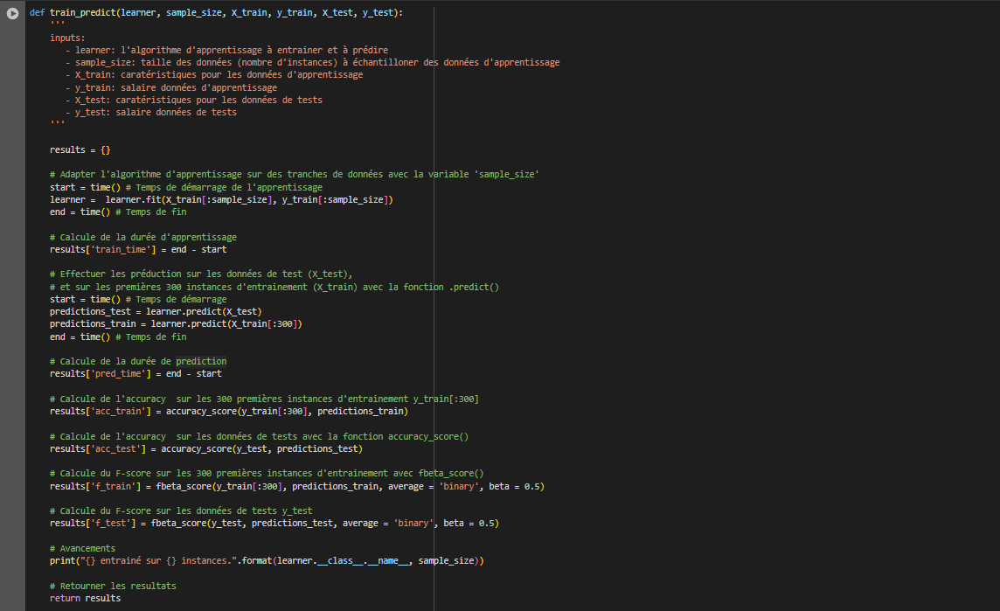 def train_predict(learner, sample_size, X_train, y_train, X_test, y_test):
'''
inputs:
- learner: l'algorithme d'apprentissage à entrainer et à prédire
- sample_size: taille des données (nombre d'instances) à échantilloner des données d'apprentissage
- X_train: caratéristiques pour les données d'apprentissage
- y_train: salaire données d'apprentissage
- X_test: caratéristiques pour les données de tests
- y_test: salaire données de tests
'''
results = {}
# Adapter l'algorithme d'apprentissage sur des tranches de données avec la variable 'sample_size'
start = time() # Temps de démarrage de l'apprentissage
learner =  learner.fit(X_train[:sample_size], y_train[:sample_size])
end = time() # Temps de fin
# Calcule de la durée d'apprentissage
results['train_time'] = end - start
# Effectuer les préduction sur les données de test (X_test),
# et sur les premières 300 instances d'entrainement (X_train) avec la fonction .predict()
start = time() # Temps de démarrage
predictions_test = learner.predict(X_test)
predictions_train = learner.predict(X_train[:300])
end = time() # Temps de fin
# Calcule de la durée de prediction
results['pred_time'] = end - start
# Calcule de l'accuracy  sur les 300 premières instances d'entrainement y_train[:300]
results['acc_train'] = accuracy_score(y_train[:300], predictions_train)
# Calcule de l'accuracy  sur les données de tests avec la fonction accuracy_score()
results['acc_test'] = accuracy_score(y_test, predictions_test)
# Calcule du F-score sur les 300 premières instances d'entrainement avec fbeta_score()
results['f_train'] = fbeta_score(y_train[:300], predictions_train, average = 'binary', beta = 0.5)
# Calcule du F-score sur les données de tests y_test
results['f_test'] = fbeta_score(y_test, predictions_test, average = 'binary', beta = 0.5)
# Avancements
print("{} entrainé sur {} instances.".format(learner.__class__.__name__, sample_size))
# Retourner les resultats
return results